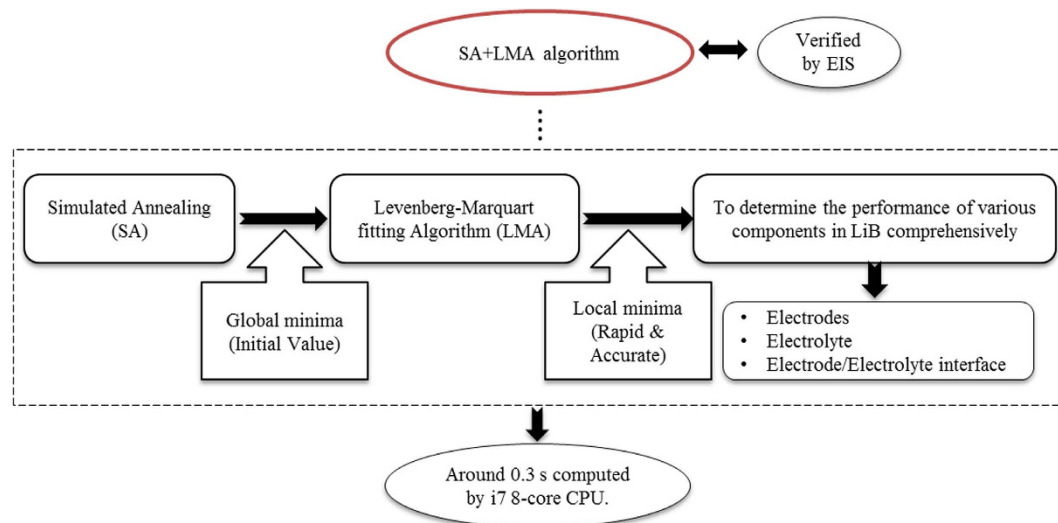 SA+LMA algorithm
Verified
by EIS
Simulated Annealing
(SA)
Levenberg-Marquart
fitting Algorithm (LMA)
To determine the performance of various
components in LiB comprehensively
Global minima
(Initial Value)
Local minima
(Rapid &
Accurate)
• Electrodes
• Electrolyte
• Electrode/Electrolyte interface
Around 0.3 s computed
by i7 8-core CPU.